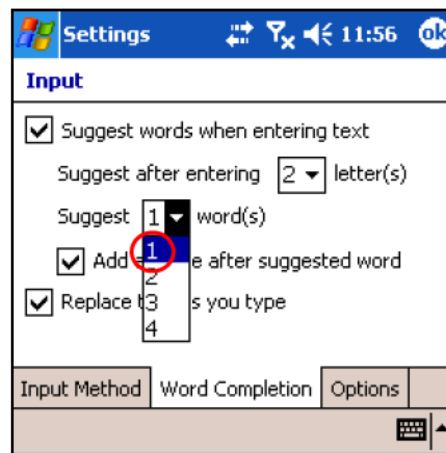 Settings 11:56 ok
Input
Suggest words when entering text
Suggest after entering 2 letter(s)
Suggest 1 word(s)
1
Add e after suggested word
2
Replace t s you type
3
4
Input Method Word Completion Options